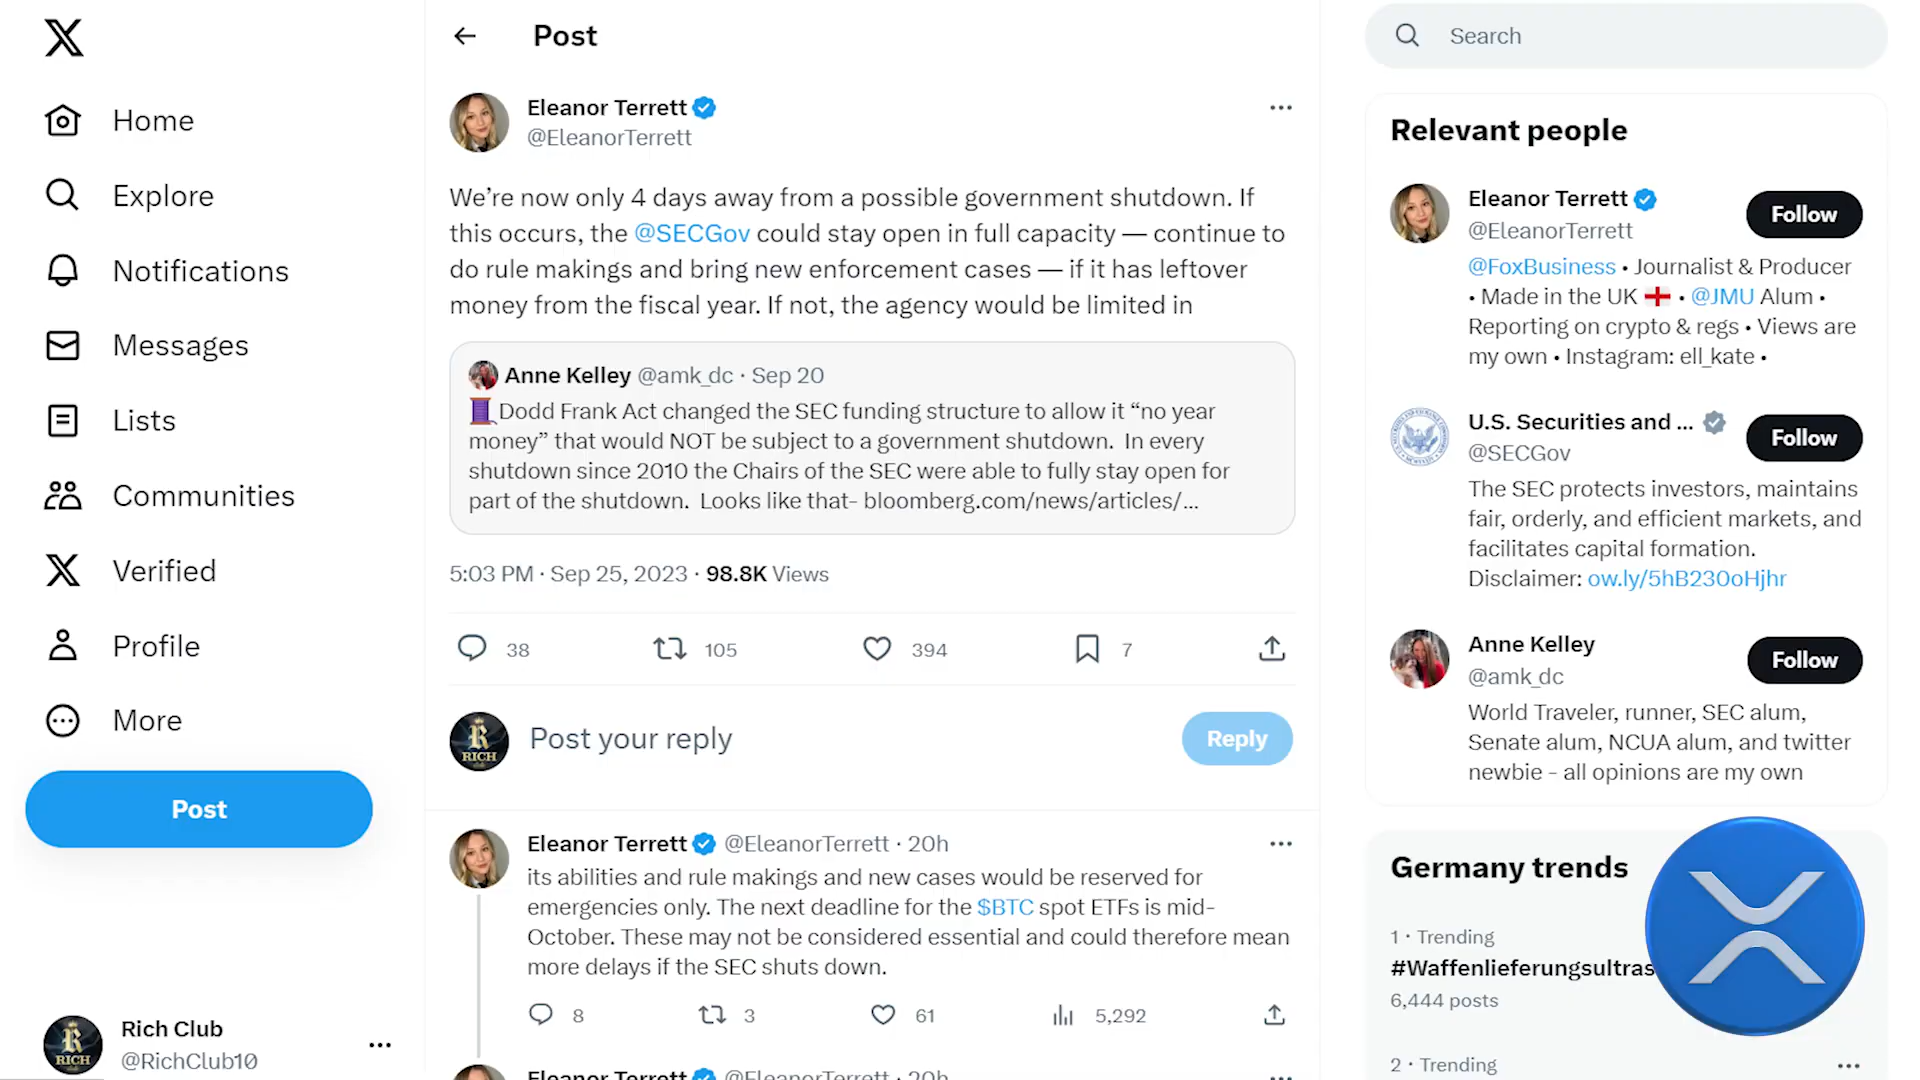 Home
Explore
Notifications
Messages
Lists
Communities
Verified
Profile
More
Post
Rich Club
@RichClub10
Post
Eleanor Terrett
@EleanorTerrett
We’re now only 4 days away from a possible government shutdown. If
this occurs, the @SECGov could stay open in full capacity — continue to
do rule makings and bring new enforcement cases — if it has leftover
money from the fiscal year. If not, the agency would be limited in
Anne Kelley @amk_dc · Sep 20
Dodd Frank Act changed the SEC funding structure to allow it “no year
money” that would NOT be subject to a government shutdown. In every
shutdown since 2010 the Chairs of the SEC were able to fully stay open for
part of the shutdown. Looks like that- bloomberg.com/news/articles/...
5:03 PM · Sep 25, 2023 · 98.8K Views
38 105 394 7
RICH
Post your reply
Reply
Eleanor Terrett @EleanorTerrett · 20h
its abilities and rule makings and new cases would be reserved for
emergencies only. The next deadline for the $BTC spot ETFs is mid-
October. These may not be considered essential and could therefore mean
more delays if the SEC shuts down.
8 3 61 5,292
Eleanor Terrett @EleanorTerrett · 20h
Search
Relevant people
Eleanor Terrett
Follow
@EleanorTerrett
@FoxBusiness • Journalist & Producer
• Made in the UK • @JMU Alum •
Reporting on crypto & regs • Views are
my own • Instagram: ell_kate •
U.S. Securities and ...
Follow
@SECGov
The SEC protects investors, maintains
fair, orderly, and efficient markets, and
facilitates capital formation.
Disclaimer: ow.ly/5hB230oHjhr
Anne Kelley
Follow
@amk_dc
World Traveler, runner, SEC alum,
Senate alum, NCUA alum, and twitter
newbie - all opinions are my own
Germany trends
1 · Trending
#Waffenlieferungsultras
6,444 posts
2 · Trending